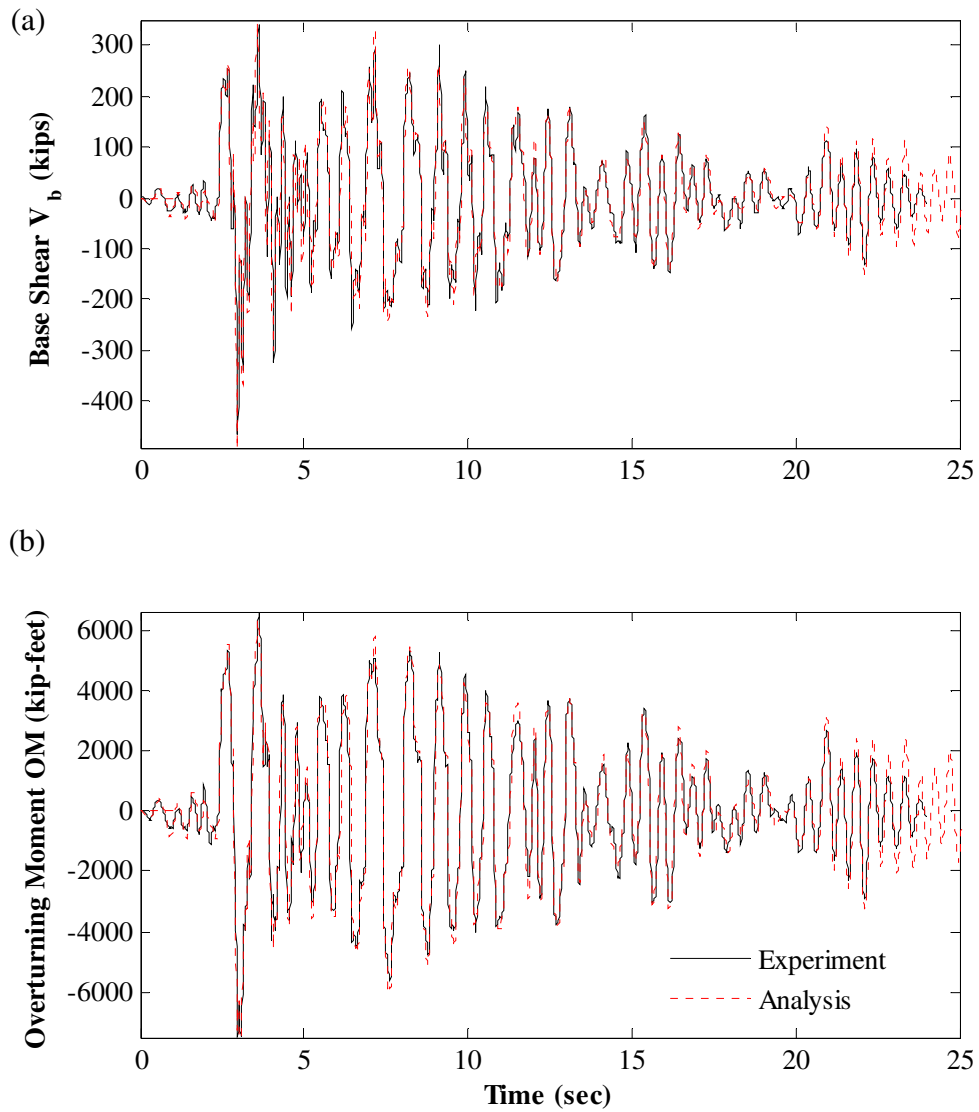 (a)
Base Shear V_b (kips)
300
200
100
0
-100
-200
-300
-400
0 5 10 15 20 25
(b)
Overturning Moment OM (kip-feet)
6000
4000
2000
0
-2000
-4000
-6000
Experiment
Analysis
0 5 10 15 20 25
Time (sec)